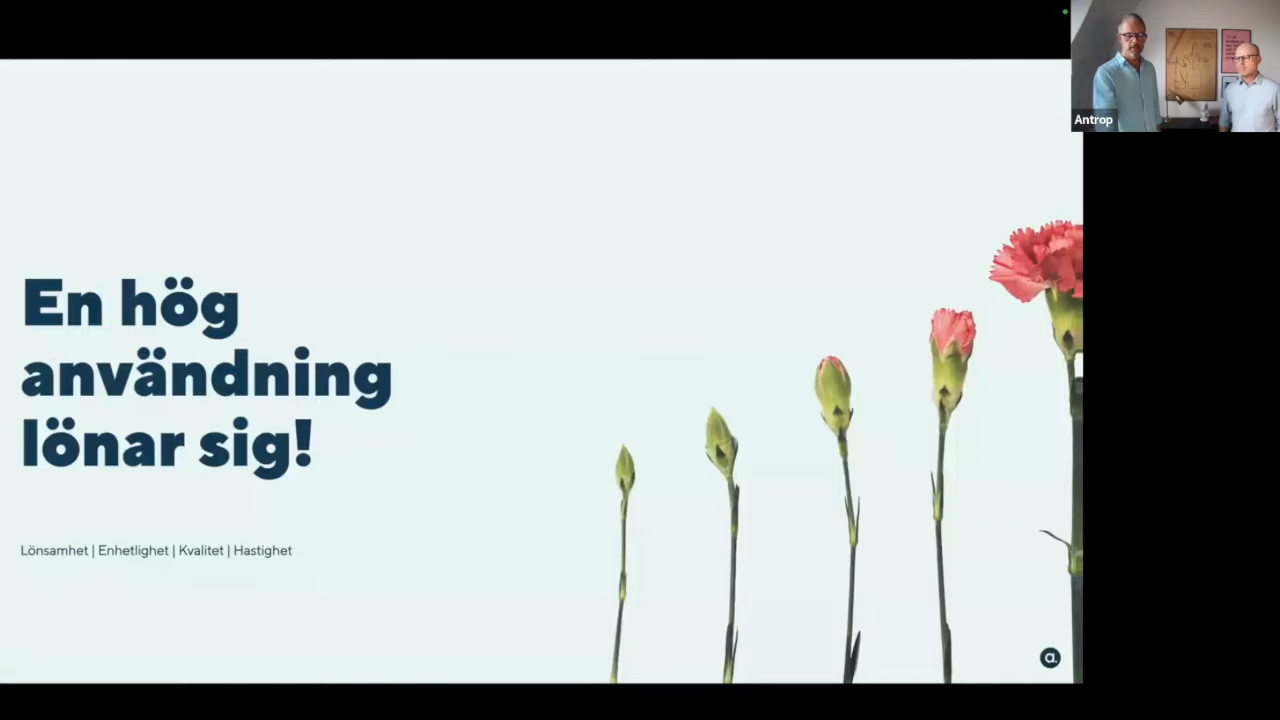 En hög
användning
lönar sig!
Lönsamhet | Enhetlighet | Kvalitet | Hastighet
a.
Antrop